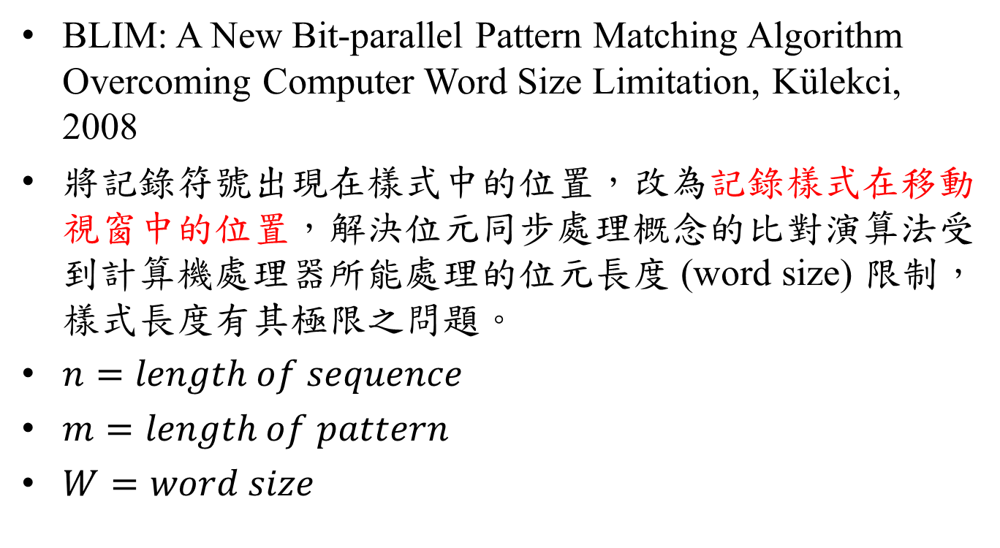 • BLIM: A New Bit-parallel Pattern Matching Algorithm
Overcoming Computer Word Size Limitation, Külekci,
2008
• 將記錄符號出現在樣式中的位置，改為記錄樣式在移動
視窗中的位置，解決位元同步處理概念的比對演算法受
到計算機處理器所能處理的位元長度 (word size) 限制，
樣式長度有其極限之問題。
• n = length of sequence
• m = length of pattern
• W = word size